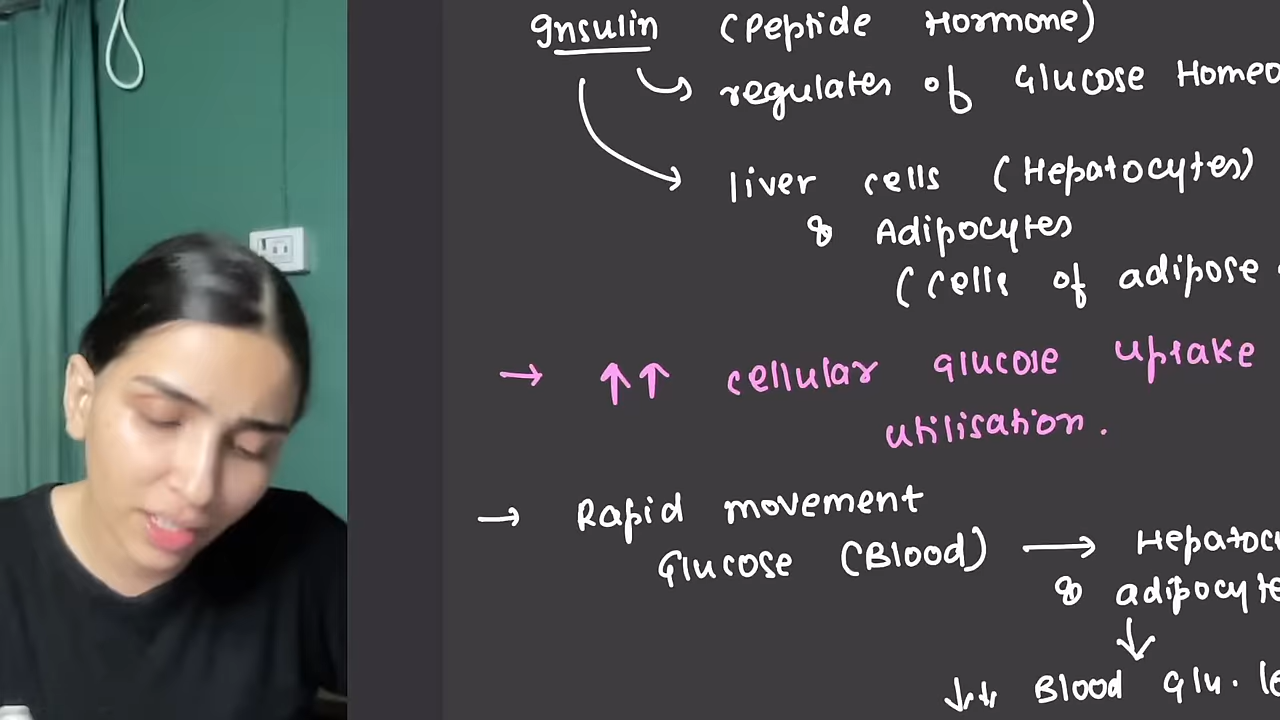 Insulin (Peptide Hormone)
regulates of Glucose Homeo
liver cells (Hepatocytes)
& Adipocytes
(cells of adipose
→ ↑↑ cellular glucose uptake
utilisation.
→ Rapid movement
Glucose (Blood) → Hepatoc
& adipocyte
↓
↓↓ Blood glu. le